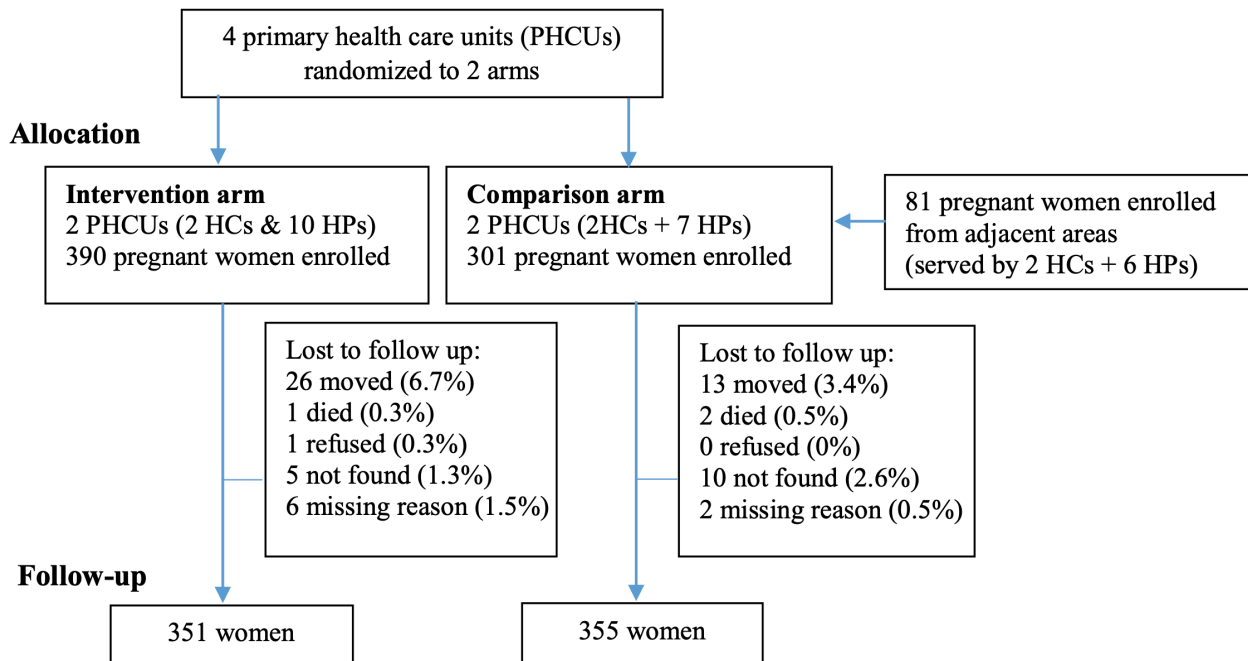 4 primary health care units (PHCUs)
randomized to 2 arms
Allocation
Intervention arm
2 PHCUs (2 HCs & 10 HPs)
390 pregnant women enrolled
Comparison arm
2 PHCUs (2HCs + 7 HPs)
301 pregnant women enrolled
81 pregnant women enrolled
from adjacent areas
(served by 2 HCs + 6 HPs)
Lost to follow up:
26 moved (6.7%)
1 died (0.3%)
1 refused (0.3%)
5 not found (1.3%)
6 missing reason (1.5%)
Lost to follow up:
13 moved (3.4%)
2 died (0.5%)
0 refused (0%)
10 not found (2.6%)
2 missing reason (0.5%)
Follow-up
351 women
355 women